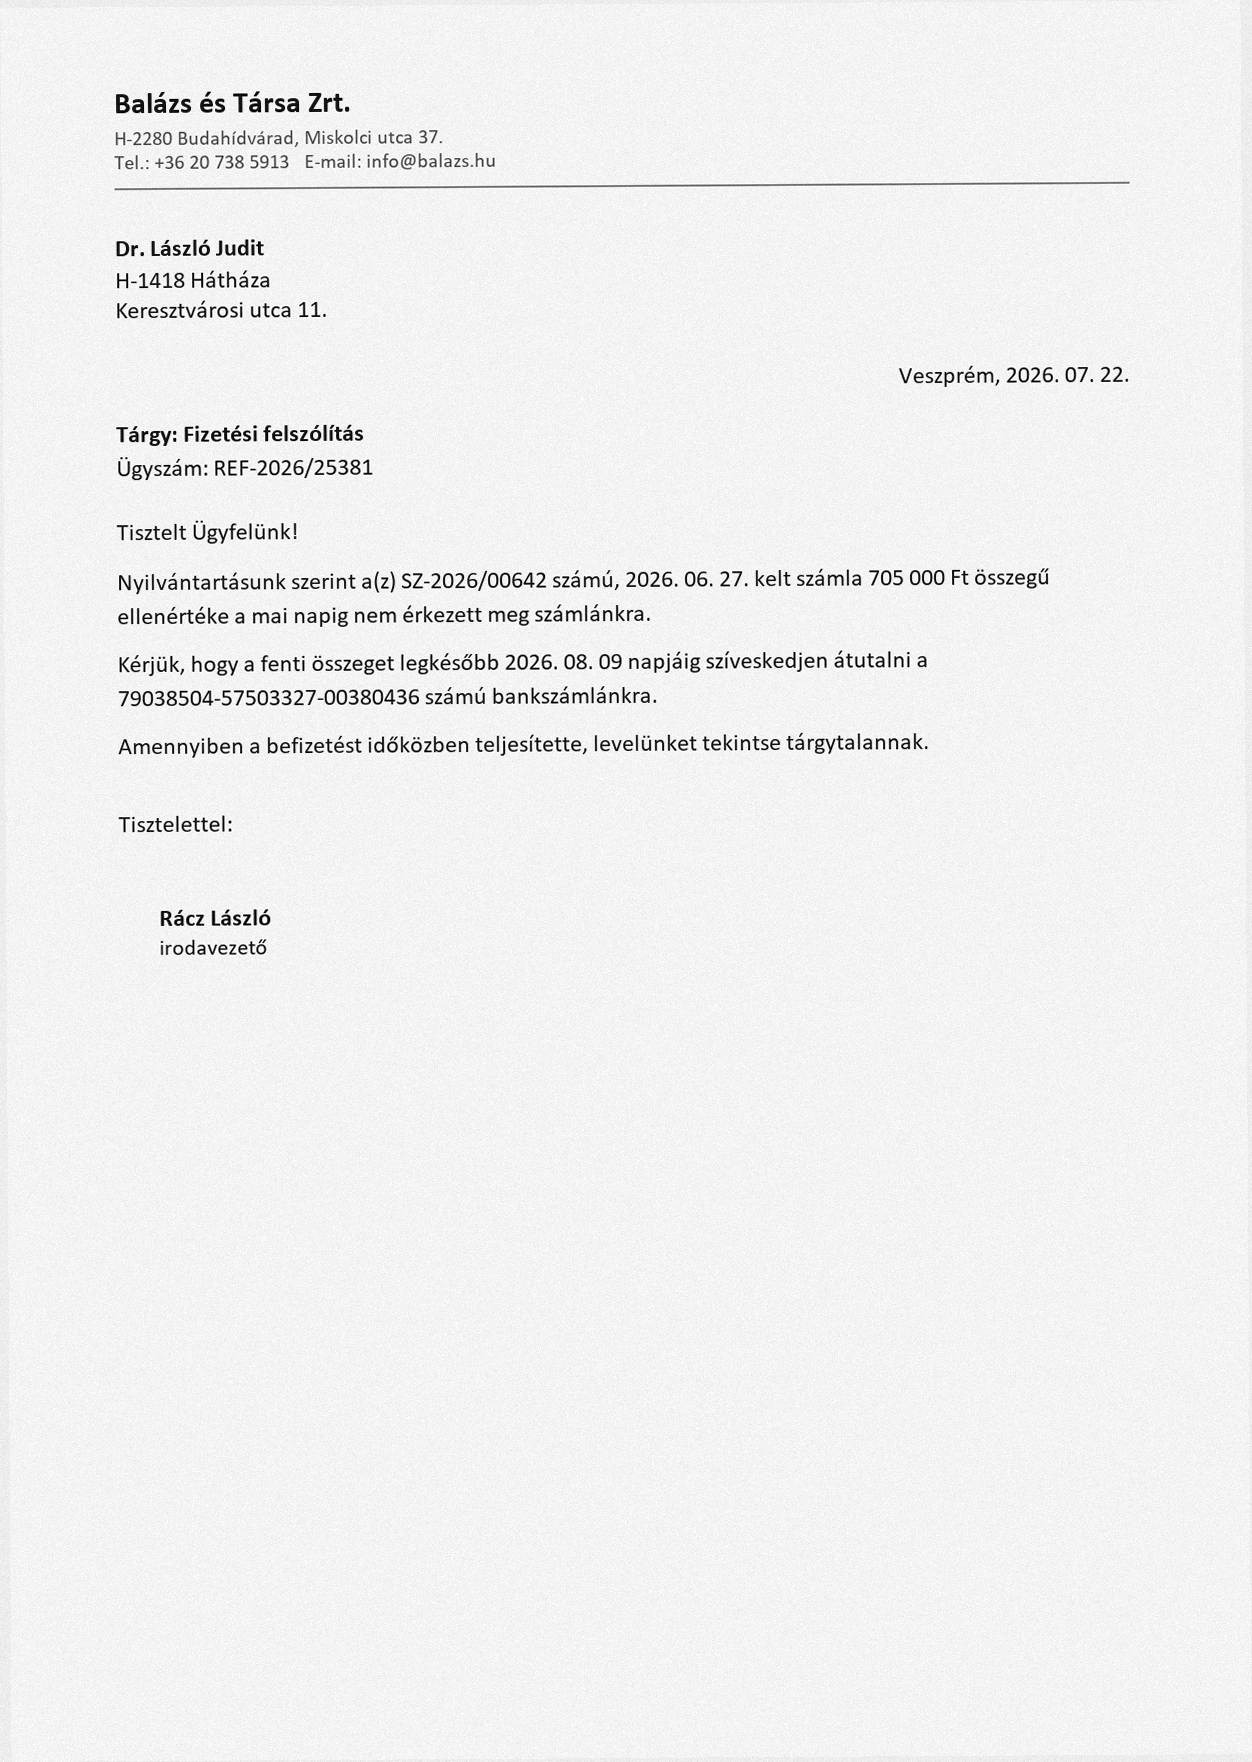 Balázs és Társa Zrt.
H-2280 Budahídvárad, Miskolci utca 37.
Tel.: +36 20 738 5913 E-mail: info@balazs.hu
Dr. László Judit
H-1418 Hátháza
Keresztvárosi utca 11.
Veszprém, 2026. 07. 22.
Tárgy: Fizetési felszólítás
Ügyszám: REF-2026/25381
Tisztelt Ügyfelünk!
Nyilvántartásunk szerint a(z) SZ-2026/00642 számú, 2026. 06. 27. kelt számla 705 000 Ft összegű
ellenértéke a mai napig nem érkezett meg számlánkra.
Kérjük, hogy a fenti összeget legkésőbb 2026. 08. 09 napjáig szíveskedjen átutalni a
79038504-57503327-00380436 számú bankszámlánkra.
Amennyiben a befizetést időközben teljesítette, levelünket tekintse tárgytalannak.
Tisztelettel:
Rácz László
irodavezető